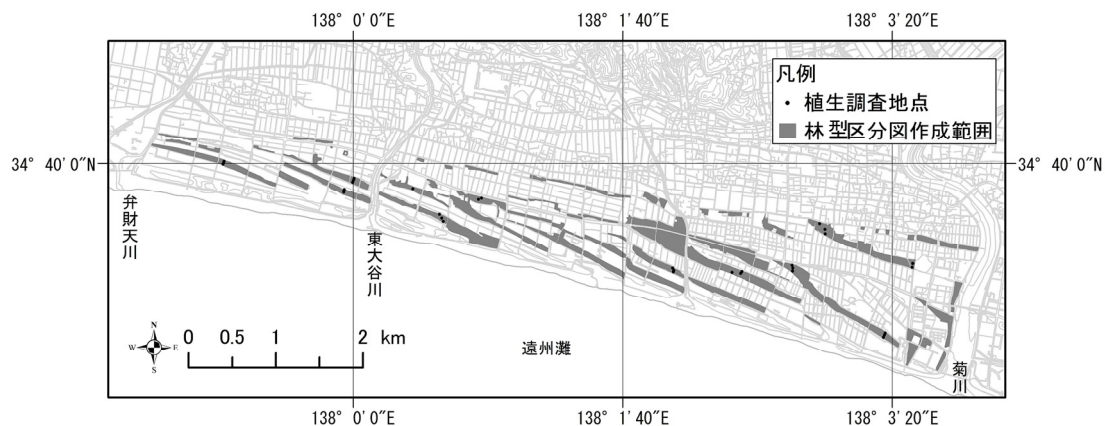 138° 0′0″E
138° 1′40″E
138° 3′20″E
凡例
植生調査地点
林型区分図作成範囲
34° 40′0″N
34° 40′0″N
弁財天川
東大谷川
0 0.5 1 2 km
N
W
E
S
遠州灘
菊川
138° 0′0″E
138° 1′40″E
138° 3′20″E